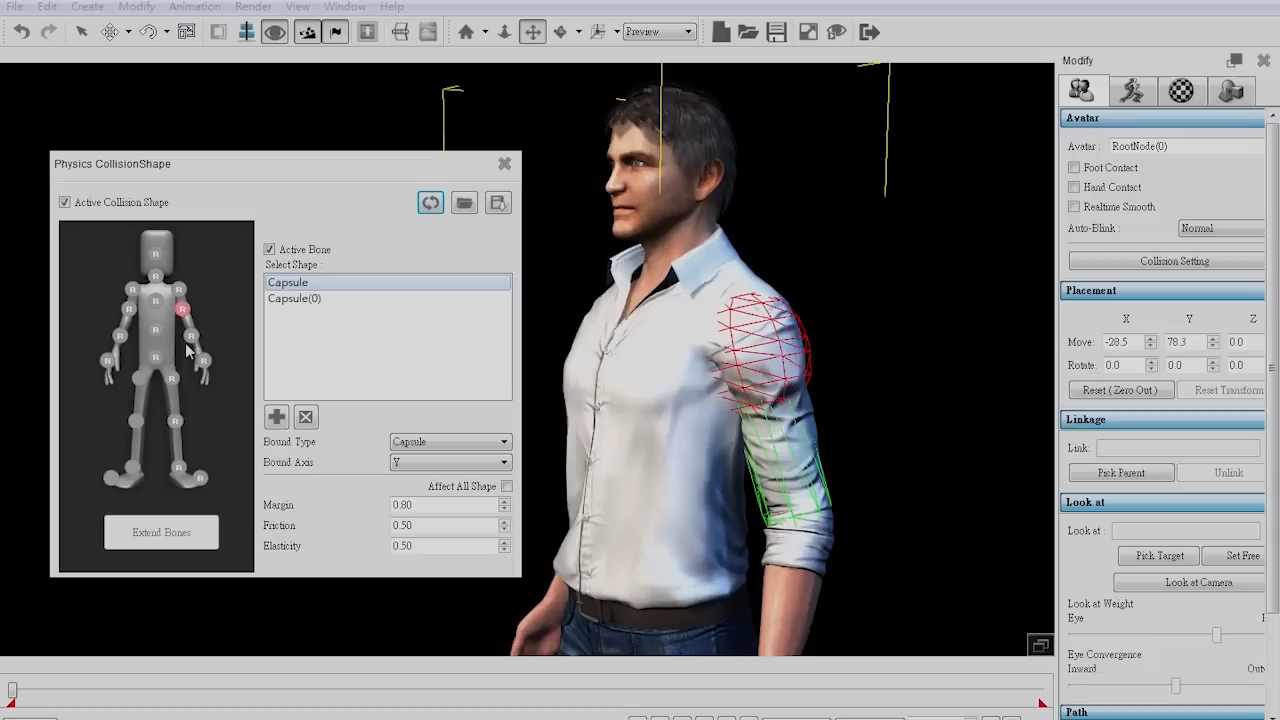 File Edit Create Modify Animation Render View Window Help
Preview
Modify
Physics CollisionShape
Active Collision Shape
Active Bone
Select Shape :
Capsule
Capsule(0)
R
R
R R
R
R R
R R
R
R
R R
R
R
R
R R
Extend Bones
Bound Type Capsule
Bound Axis Y
Affect All Shape
Margin 0.80
Friction 0.50
Elasticity 0.50
Avatar
Avatar : RootNode(0)
Foot Contact
Hand Contact
Realtime Smooth
Auto-Blink : Normal
Collision Setting
Placement
X Y Z
Move: -28.5 78.3 0.0
Rotate: 0.0 0.0 0.0
Reset ( Zero Out ) Reset Transform
Linkage
Link:
Pick Parent Unlink
Look at
Look at :
Pick Target Set Free
Look at Camera
Look at Weight
Eye
Eye Convergence
Inward
Path